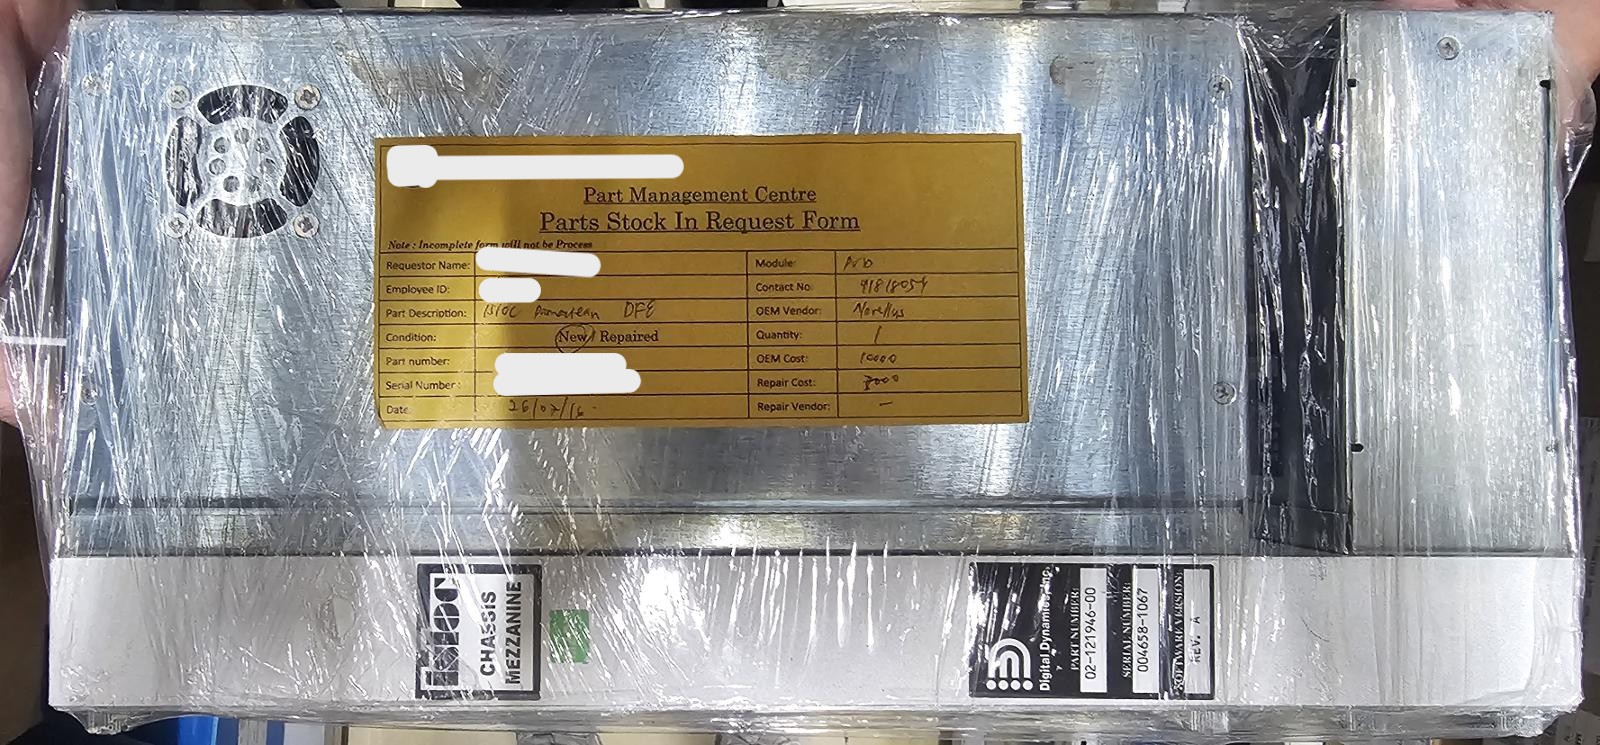 Part Management Centre
Parts Stock In Request Form
Note : Incomplete form will not be Process
Requestor Name:
Module:
Employee ID:
Contact No:
Part Description: DFE
OEM Vendor: Novellus
Condition: New / Repaired
Quantity: 1
Part number:
OEM Cost: 10000
Serial Number:
Repair Cost: 7000
Date: 26/07/16
Repair Vendor: -
CHASSIS
MEZZANINE
Digital Dynamics, Inc.
PART NUMBER:
02-121946-00
SERIAL NUMBER:
004658-1067
SOFTWARE VERSION:
REV. A